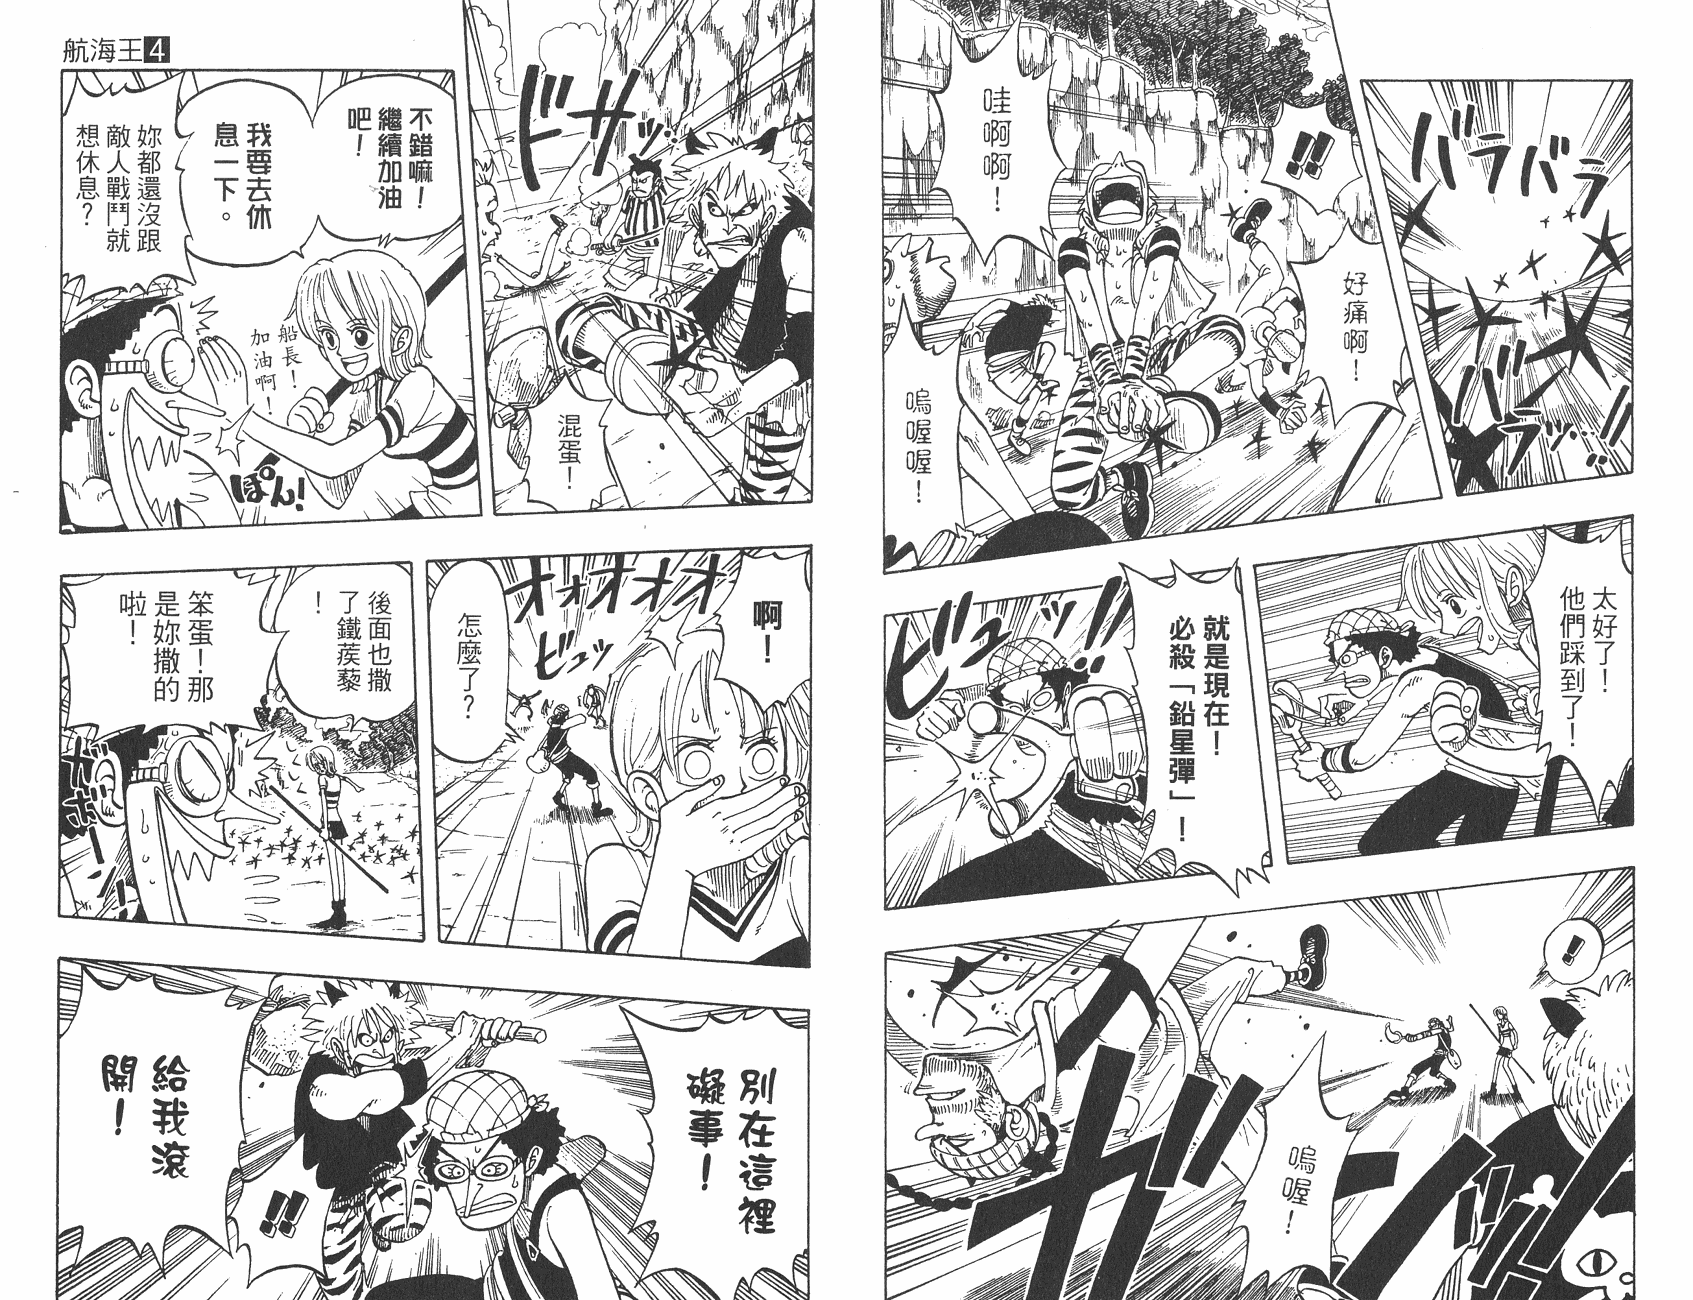 バラバラ
バラッ…!!
!!
好痛啊！
哇啊啊！
嗚喔喔！
太好了！
他們踩到了！
就是現在！
必殺「鉛星彈」！
ビュッ!!
!
嗚喔！
航海王4
ドサササッ…
混蛋！
不錯嘛！
繼續加油
吧！
我要去休
息一下。
妳都還沒跟
敵人戰鬥就
想休息？
船長！
加油啊！
ぽん！
啊！
オオオオオ
ビュッ
怎麼了？
後面也撒
了鐵蒺藜
！
笨蛋！那
是妳撒的
啦！
別在這裡
礙事！
!!
給我滾
開！